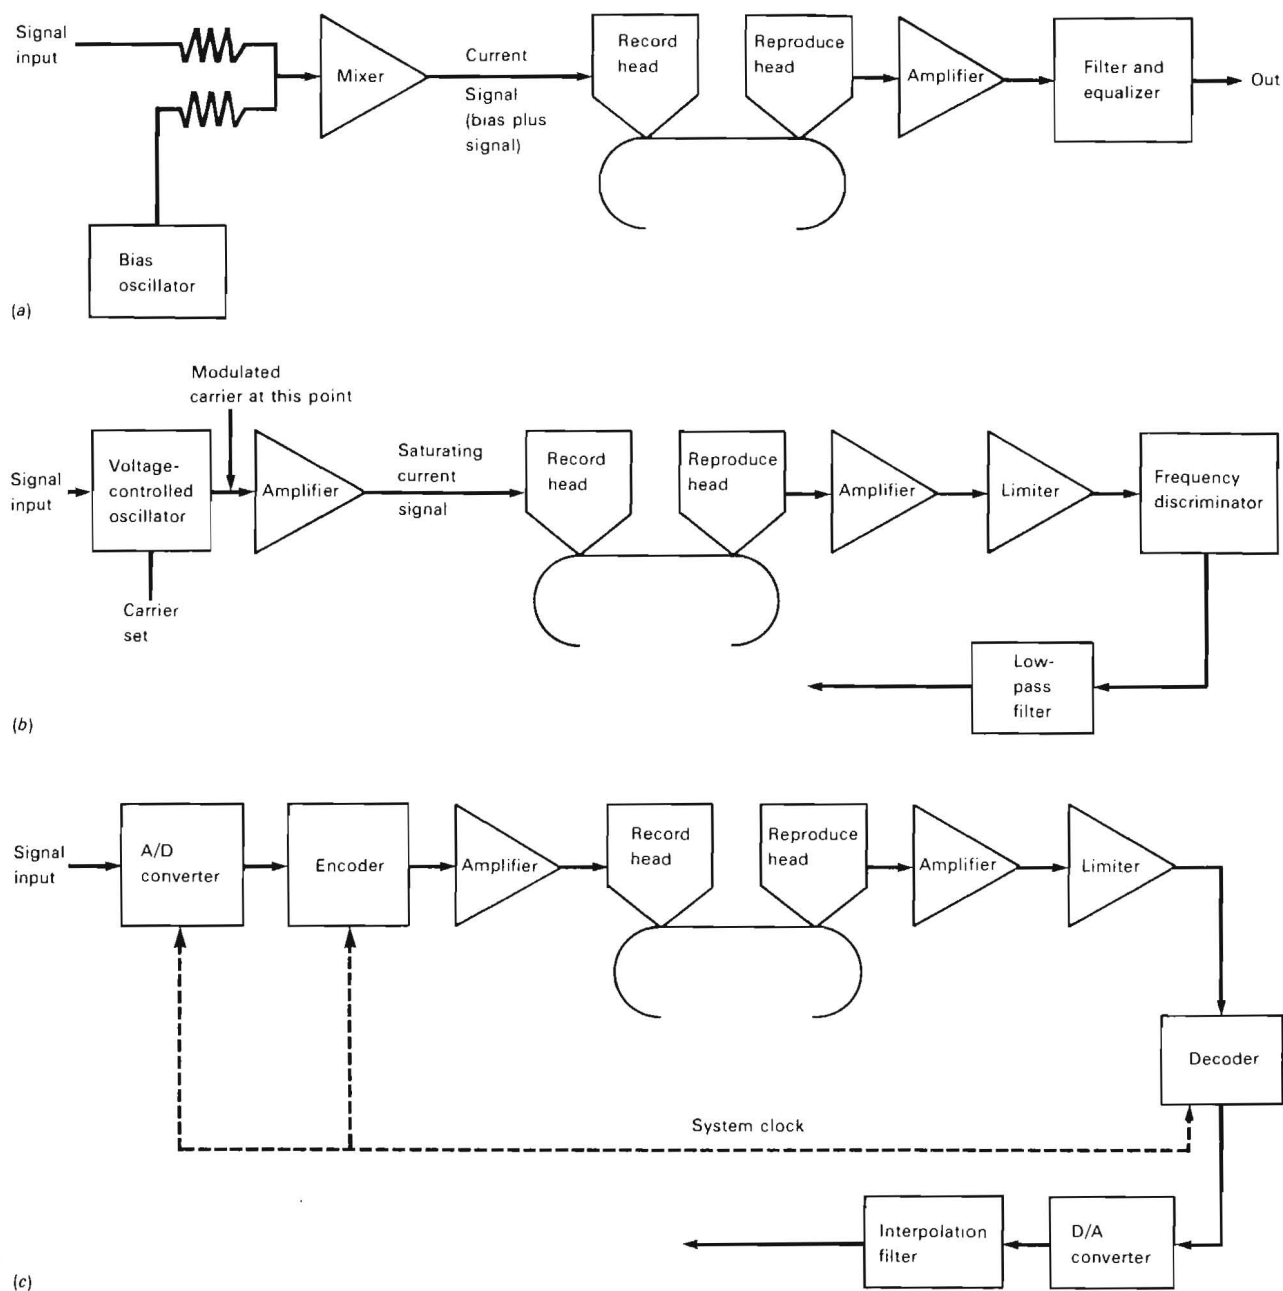 Signal
input
Mixer
Current
Signal
(bias plus
signal)
Record
head
Reproduce
head
Amplifier
Filter and
equalizer
Out
Bias
oscillator
(a)
Modulated
carrier at this point
Signal
input
Voltage-
controlled
oscillator
Carrier
set
Amplifier
Saturating
current
signal
Record
head
Reproduce
head
Amplifier
Limiter
Frequency
discriminator
Low-
pass
filter
(b)
Signal
input
A/D
converter
Encoder
Amplifier
Record
head
Reproduce
head
Amplifier
Limiter
Decoder
System clock
Interpolation
filter
D/A
converter
(c)